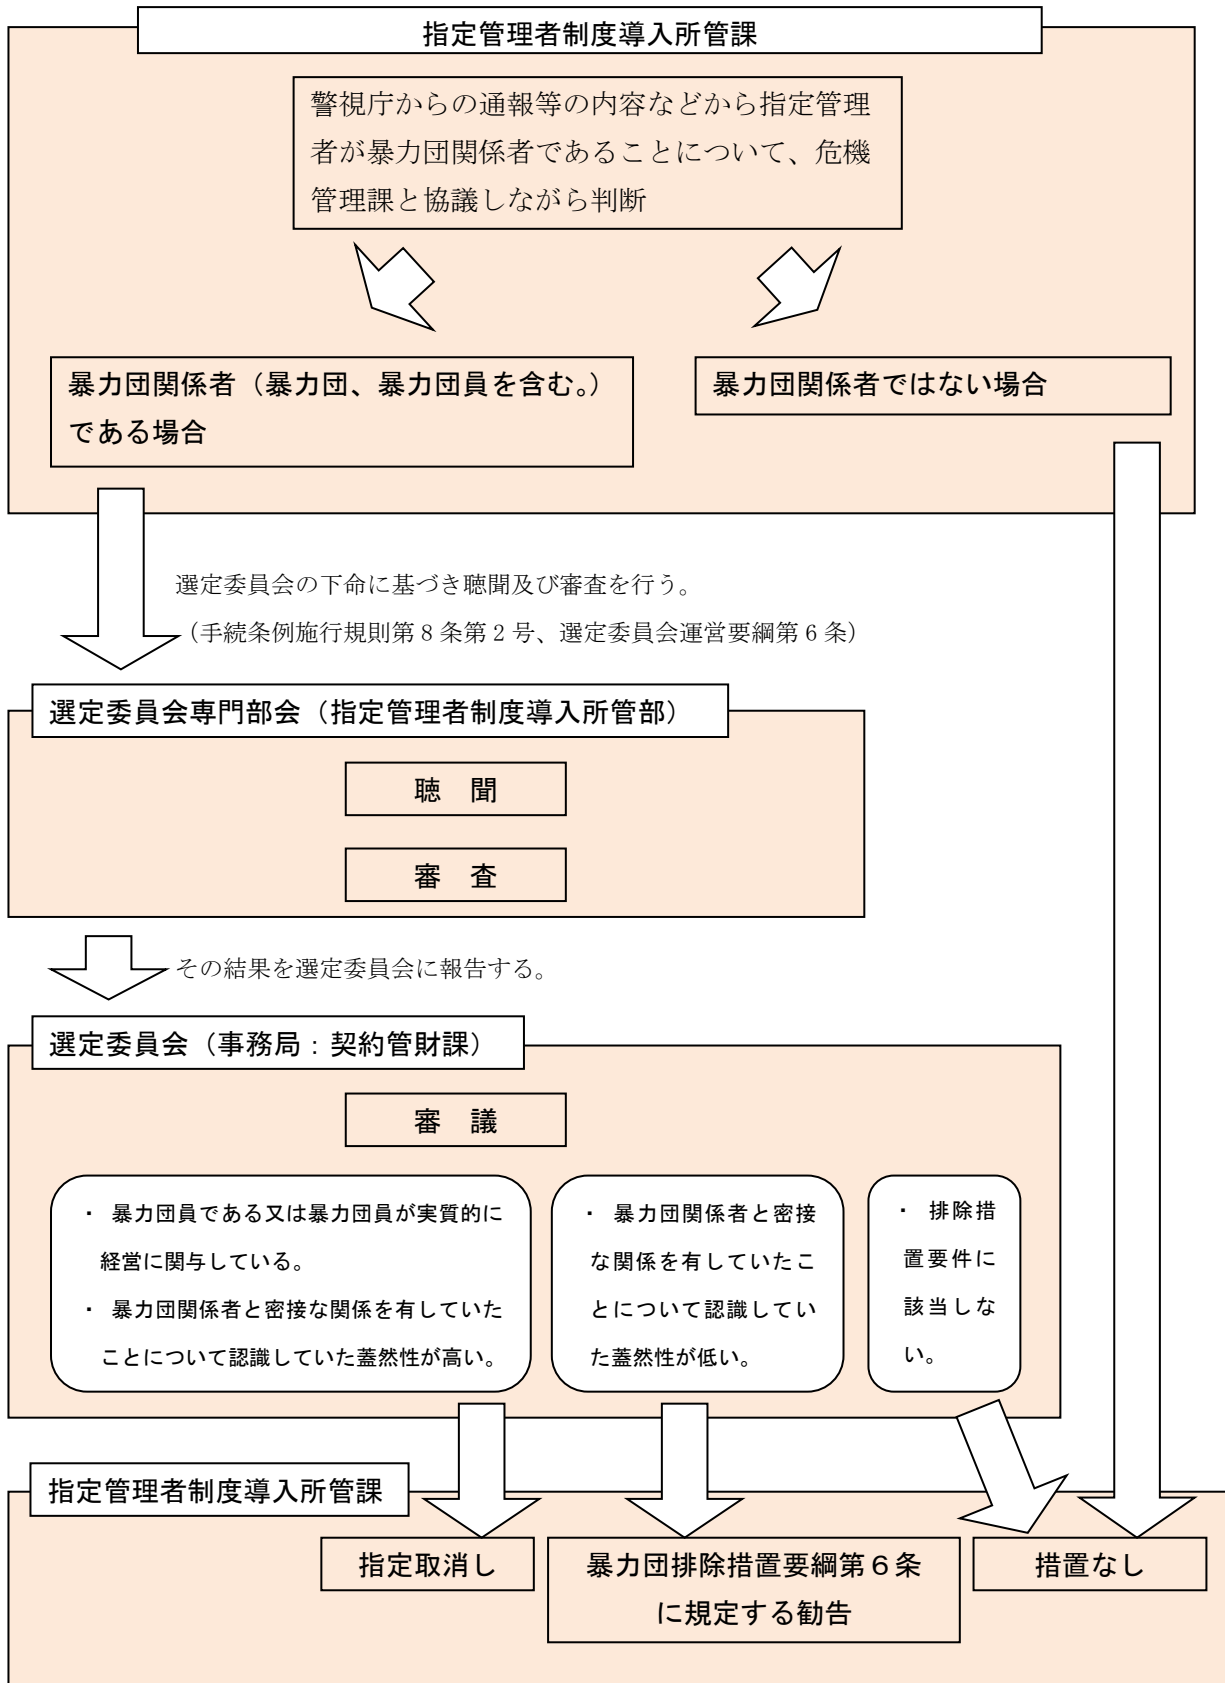 指定管理者制度導入所管課
警視庁からの通報等の内容などから指定管理
者が暴力団関係者であることについて、危機
管理課と協議しながら判断
暴力団関係者（暴力団、暴力団員を含む。）
である場合
暴力団関係者ではない場合
選定委員会の下命に基づき聴聞及び審査を行う。
（手続条例施行規則第８条第２号、選定委員会運営要綱第６条）
選定委員会専門部会（指定管理者制度導入所管部）
聴　聞
審　査
その結果を選定委員会に報告する。
選定委員会（事務局：契約管財課）
審　議
・ 暴力団員である又は暴力団員が実質的に
経営に関与している。
・ 暴力団関係者と密接な関係を有していた
ことについて認識していた蓋然性が高い。
・ 暴力団関係者と密接
な関係を有していたこ
とについて認識してい
た蓋然性が低い。
・ 排除措
置要件に
該当しな
い。
指定管理者制度導入所管課
指定取消し
暴力団排除措置要綱第６条
に規定する勧告
措置なし